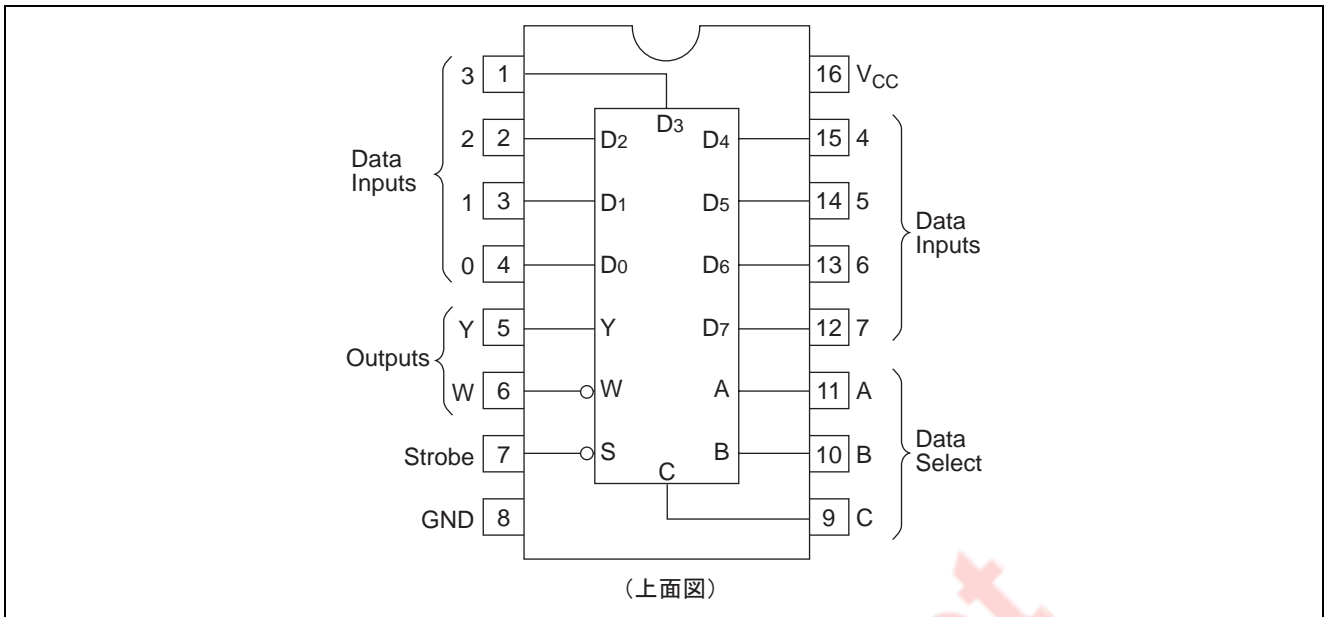 3 1
16 VCC
D3
2 2
D2
D4
15 4
Data
Inputs
1 3
D1
D5
14 5
Data
Inputs
0 4
D0
D6
13 6
Y 5
Y
D7
12 7
Outputs
W 6
W
A
11 A
Strobe 7
S
B
10 B
Data
Select
C
GND 8
9 C
(上面図)